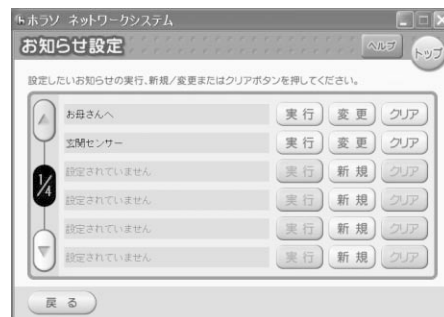 ホラソ ネットワークシステム
お知らせ設定
ヘルプ
トップ
設定したいお知らせの実行、新規/変更またはクリアボタンを押してください。
お母さんへ 実行 変更 クリア
玄関センサー 実行 変更 クリア
設定されていません 実行 新規 クリア
1/4
設定されていません 実行 新規 クリア
設定されていません 実行 新規 クリア
設定されていません 実行 新規 クリア
戻る